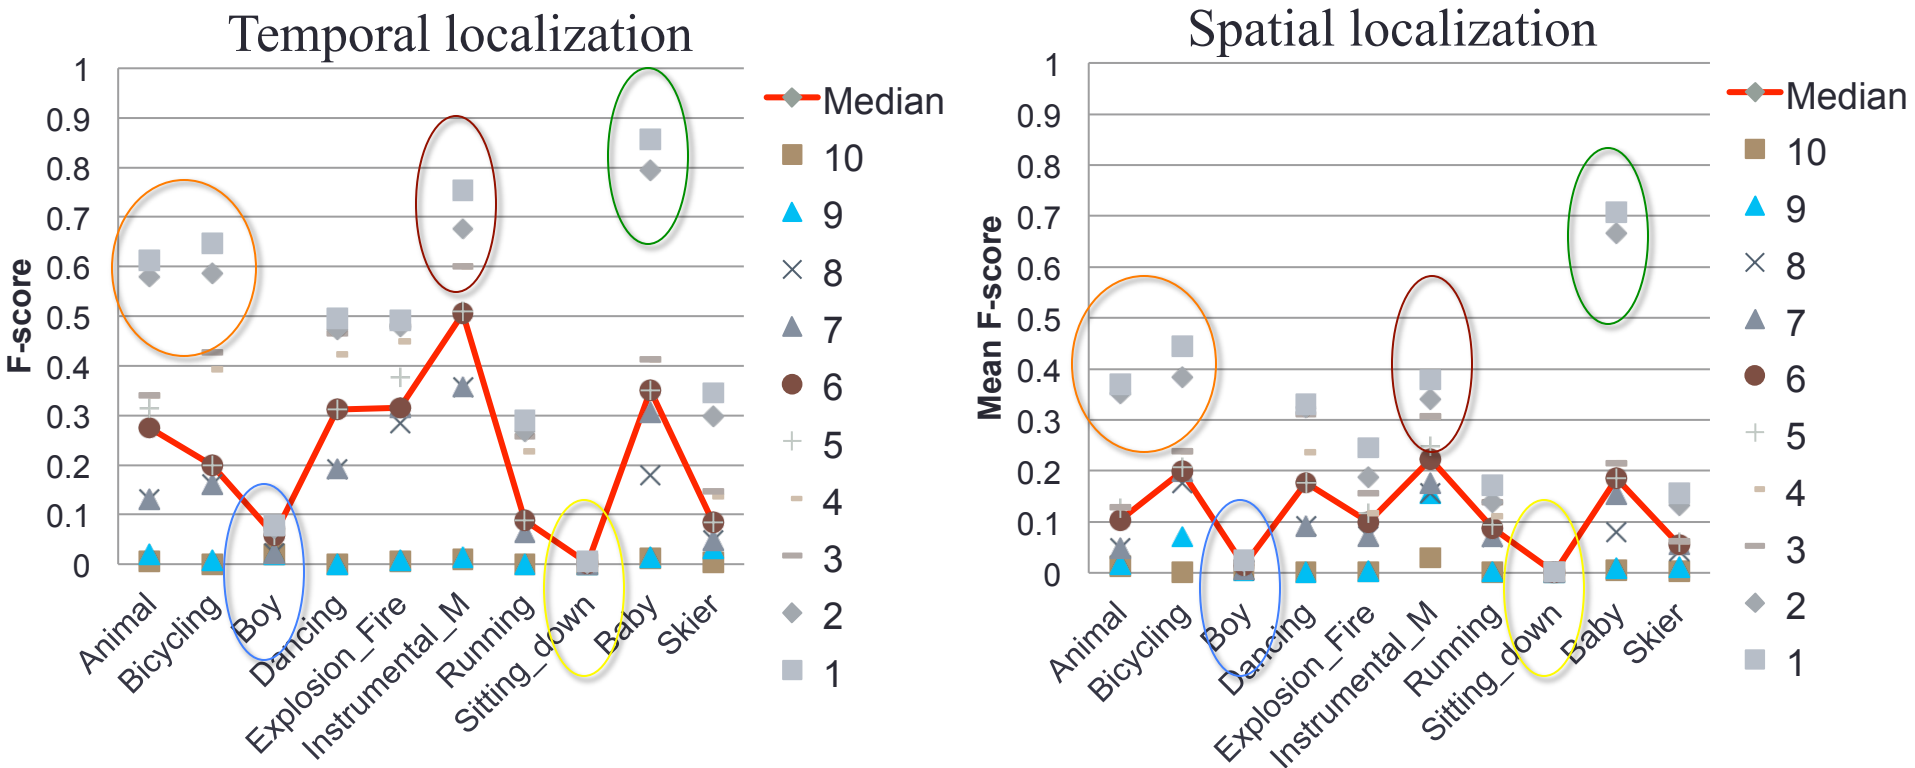 Temporal localization
F-score
1
0.9
0.8
0.7
0.6
0.5
0.4
0.3
0.2
0.1
0
Animal
Bicycling
Boy
Dancing
Explosion_Fire
Instrumental_M
Running
Sitting_down
Baby
Skier
Median
10
9
8
7
6
5
4
3
2
1
Spatial localization
Mean F-score
1
0.9
0.8
0.7
0.6
0.5
0.4
0.3
0.2
0.1
0
Animal
Bicycling
Boy
Dancing
Explosion_Fire
Instrumental_M
Running
Sitting_down
Baby
Skier
Median
10
9
8
7
6
5
4
3
2
1